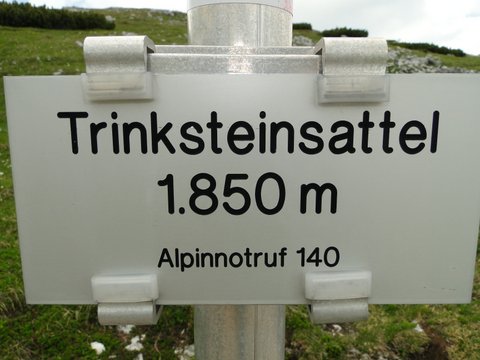 Trinksteinsattel
1.850 m
Alpinnotruf 140